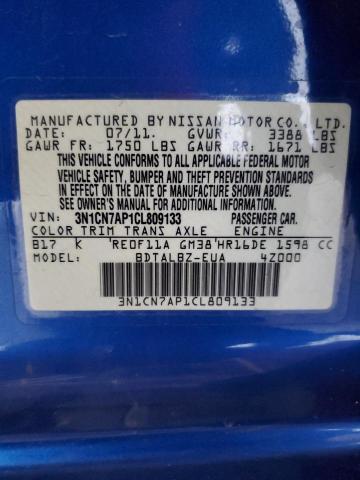 MANUFACTURED BY NISSAN MOTOR CO., LTD.
DATE: 07/11. GVWR: 3388 LBS
GAWR FR: 1750 LBS GAWR RR: 1671 LBS
THIS VEHICLE CONFORMS TO ALL APPLICABLE FEDERAL MOTOR
VEHICLE SAFETY, BUMPER AND THEFT PREVENTION STANDARDS
IN EFFECT ON THE DATE OF MANUFACTURE SHOWN ABOVE.
SEE OWNER'S MANUAL FOR MORE INFORMATION.
VIN: 3N1CN7AP1CL809133 PASSENGER CAR
COLOR TRIM TRANS AXLE ENGINE
B17 K RE0F11A GM38 HR16DE 1598 CC
MODEL: BDTALBZ-EUA 4Z000
3N1CN7AP1CL809133